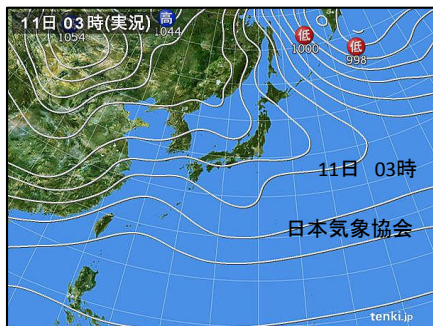 11日 03時(実況)
高
1054
1044
低
1000
低
998
11日 03時
日本気象協会
tenki.jp